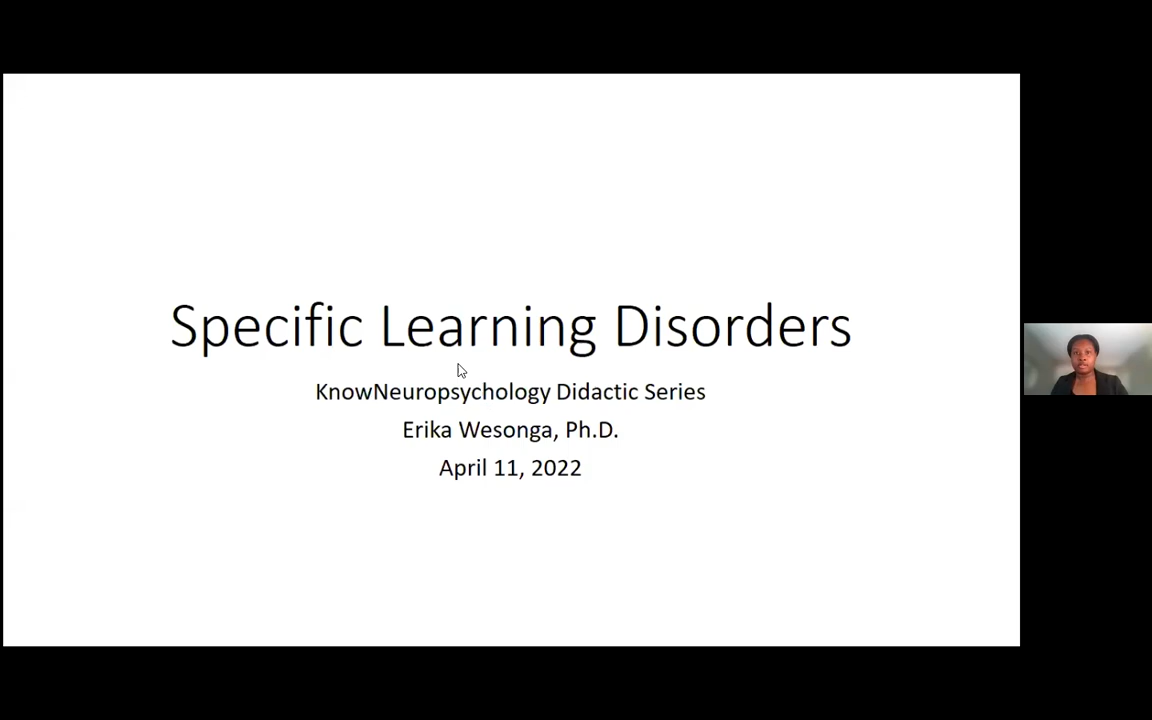 Specific Learning Disorders
KnowNeuropsychology Didactic Series
Erika Wesonga, Ph.D.
April 11, 2022